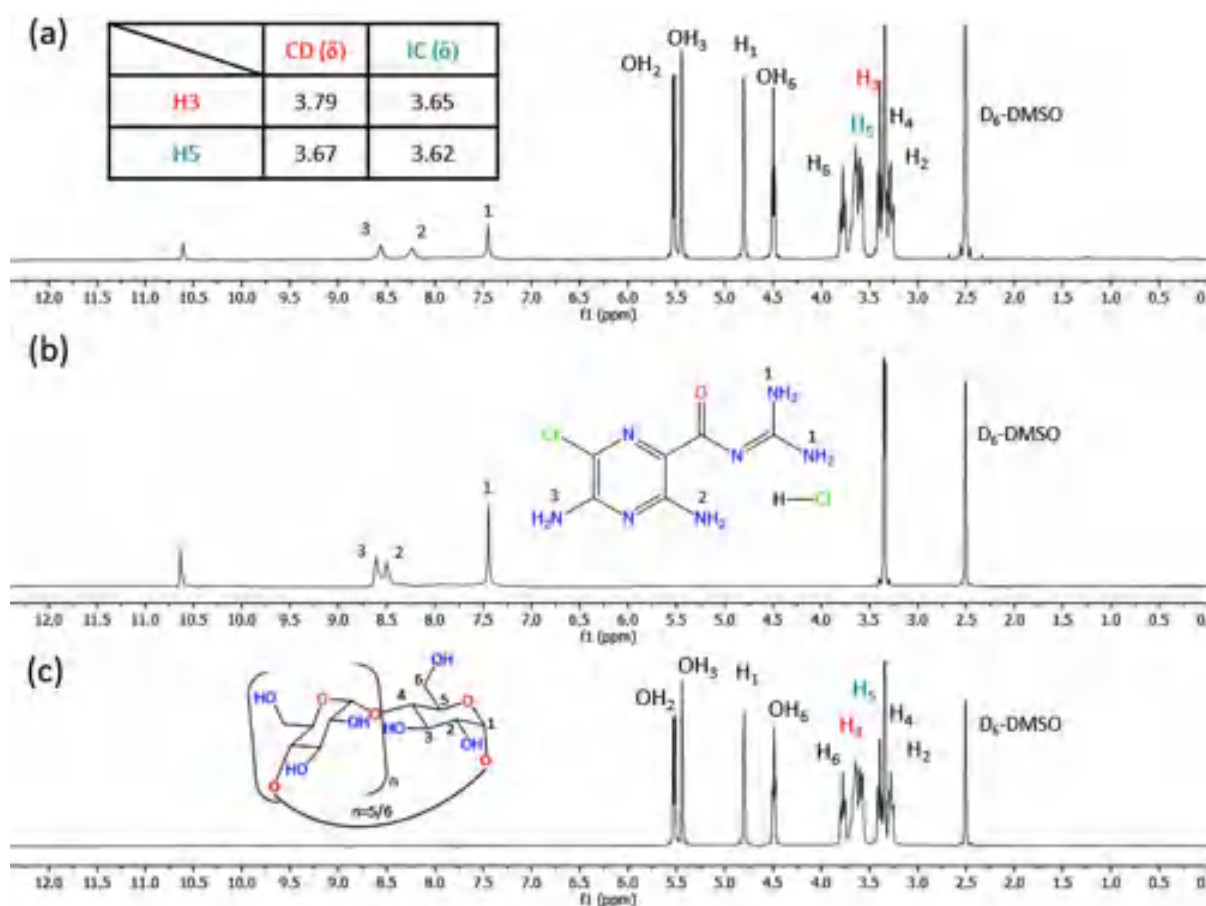 (a)
CD (δ) IC (δ)
H3 3.79 3.65
H5 3.67 3.62
OH2 OH3 H1 OH6 H3 H5 H4 H6 H2 D6-DMSO
3 2 1
12.0 11.5 11.0 10.5 10.0 9.5 9.0 8.5 8.0 7.5 7.0 6.5 6.0 5.5 5.0 4.5 4.0 3.5 3.0 2.5 2.0 1.5 1.0 0.5 0.
f1 (ppm)
(b)
1
O NH2
Cl N 1
N NH2
3 2 H Cl
H2N N NH2
3 2 1
D6-DMSO
12.0 11.5 11.0 10.5 10.0 9.5 9.0 8.5 8.0 7.5 7.0 6.5 6.0 5.5 5.0 4.5 4.0 3.5 3.0 2.5 2.0 1.5 1.0 0.5 0.
f1 (ppm)
(c)
OH
HO O 6 4 5 O
OH O HO 3 2 1
HO OH
O n O
n=5/6
OH2 OH3 H1 OH6 H5 H3 H4 H6 H2 D6-DMSO
12.0 11.5 11.0 10.5 10.0 9.5 9.0 8.5 8.0 7.5 7.0 6.5 6.0 5.5 5.0 4.5 4.0 3.5 3.0 2.5 2.0 1.5 1.0 0.5 0.
f1 (ppm)